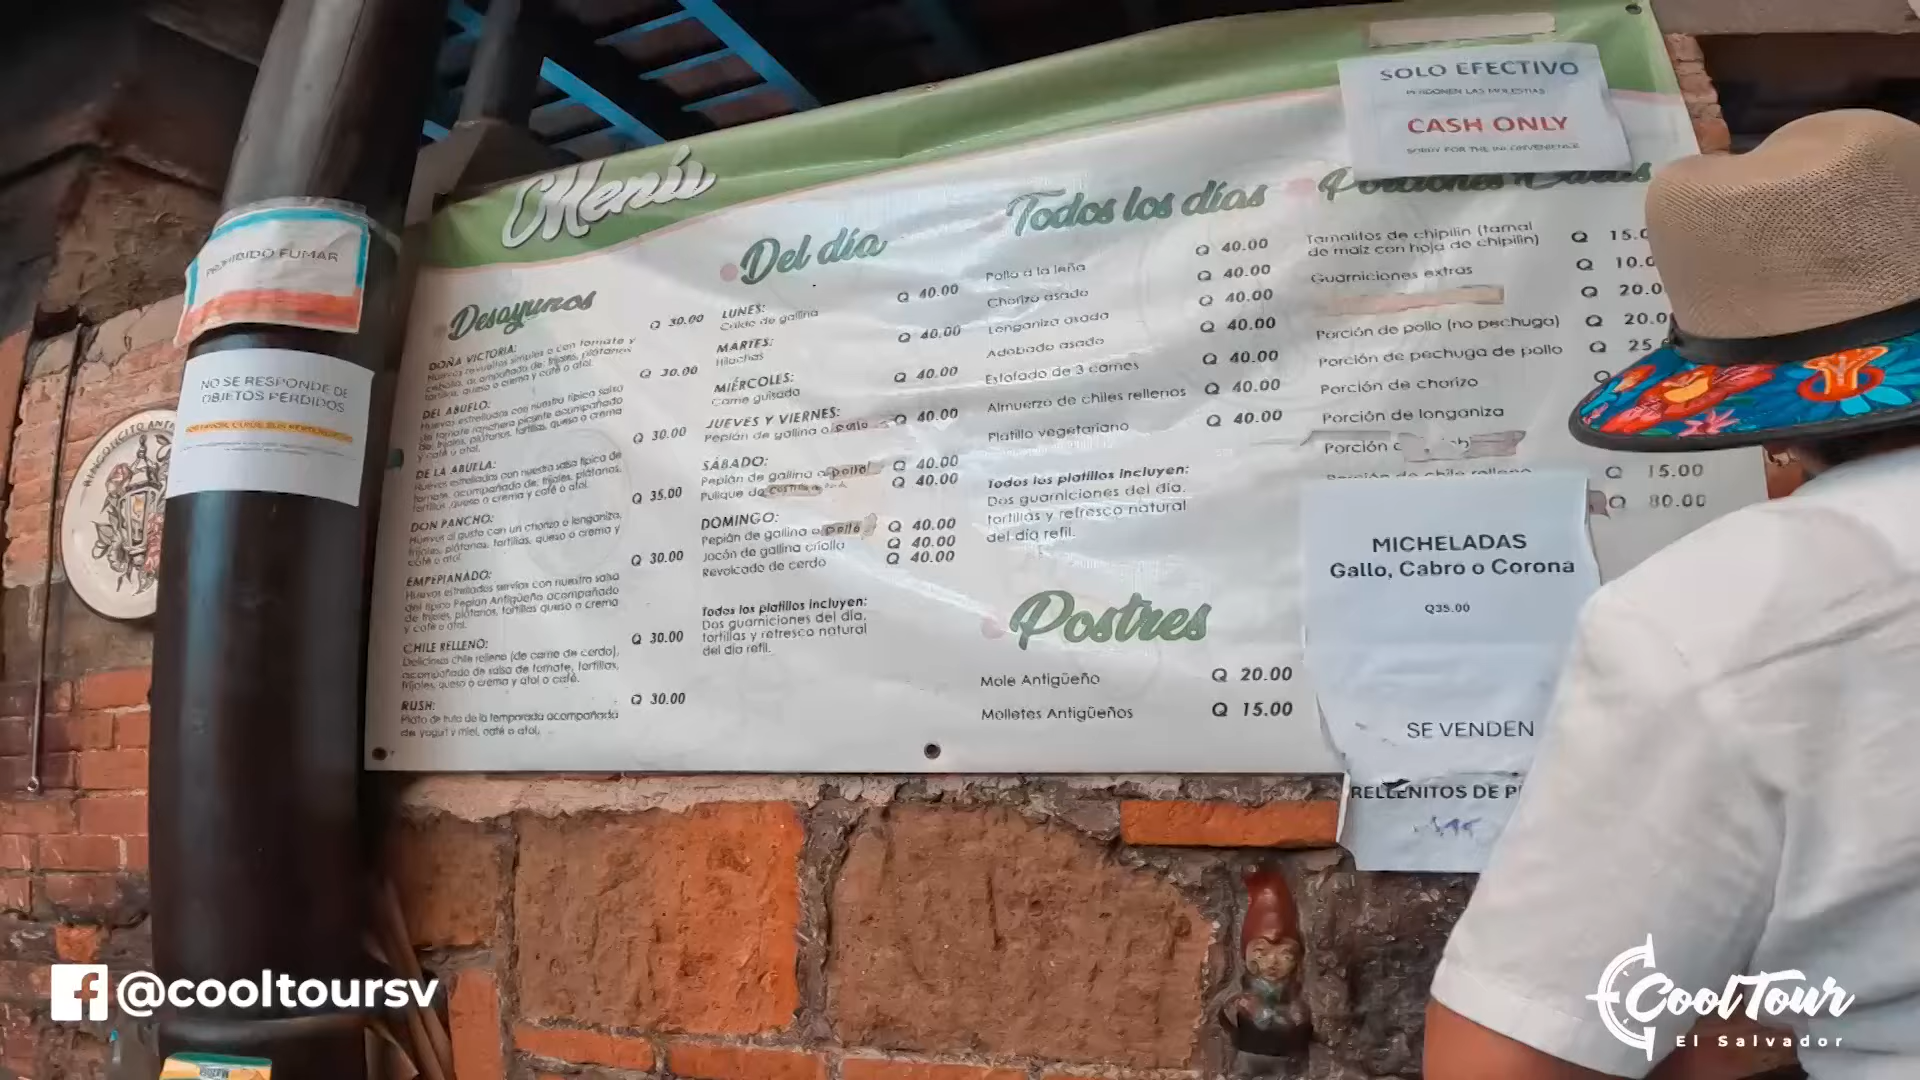 PROHIBIDO FUMAR
NO SE RESPONDE DE
OBJETOS PERDIDOS
Menú
Desayunos
Q 30.00
DOÑA VICTORIA:
Huevos revueltos simples o con tomate y
cebolla, acompañado de frijoles, plátanos,
tortillas, queso o crema y café o atol.
Q 30.00
DEL ABUELO:
Huevos estrellados con nuestra típica salsa
de tomate ranchera picante acompañado
de frijoles, plátanos, tortillas, queso o crema
y café o atol.
Q 30.00
DE LA ABUELA:
Huevos estrellados con nuestra salsa típica de
tomate, acompañado de, frijoles, plátanos,
tortillas, queso o crema y café o atol.
Q 35.00
DON PANCHO:
Huevos al gusto con un chorizo o longaniza,
frijoles, plátanos, tortillas, queso o crema y
café o atol.
Q 30.00
EMPEPIANADO:
Huevos estrellados servios con nuestra salsa
del típico Pepian Antigüeño acompañado
de frijoles, plátanos, tortillas queso o crema
y café o atol.
Q 30.00
CHILE RELLENO:
Delicioso chile relleno (de carne de cerdo),
acompañado de salsa de tomate, tortillas,
frijoles, queso o crema y atol o café.
Q 30.00
RUSH:
Plato de fruta de la temporada acompañada
de yogurt y miel, café o atol.
Del día
LUNES:
Caldo de gallina Q 40.00
MARTES:
Hilachas Q 40.00
MIÉRCOLES:
Carne guisada Q 40.00
JUEVES Y VIERNES:
Pepián de gallina o pollo Q 40.00
SÁBADO:
Pepián de gallina o pollo Q 40.00
Pulique de Q 40.00
DOMINGO:
Pepián de gallina o pollo Q 40.00
Jocón de gallina criolla Q 40.00
Revolcado de cerdo Q 40.00
Todos los platillos incluyen:
Dos guarniciones del día,
tortillas y refresco natural
del día refil.
Todos los días
Pollo a la leña Q 40.00
Chorizo asado Q 40.00
Longaniza asada Q 40.00
Adobado asado Q 40.00
Estofado de 3 carnes Q 40.00
Almuerzo de chiles rellenos Q 40.00
Platillo vegetariano Q 40.00
Todos los platillos incluyen:
Dos guarniciones del día,
tortillas y refresco natural
del día refil.
Postres
Mole Antigüeño Q 20.00
Molletes Antigüeños Q 15.00
SOLO EFECTIVO
PERDONEN LAS MOLESTIAS
CASH ONLY
SORRY FOR THE INCONVENIENCE
Porciones
Tamalitos de chipilín (tamal
de maíz con hoja de chipilín) Q 15.0
Guarniciones extras Q 10.0
Q 20.0
Porción de pollo (no pechuga) Q 20.0
Porción de pechuga de pollo Q 25
Porción de chorizo Q
Porción de longaniza
Porción
Porción de chile relleno
Q 15.00
Q 80.00
MICHELADAS
Gallo, Cabro o Corona
Q35.00
SE VENDEN
RELLENITOS DE
@cooltoursv
CoolTour
El Salvador